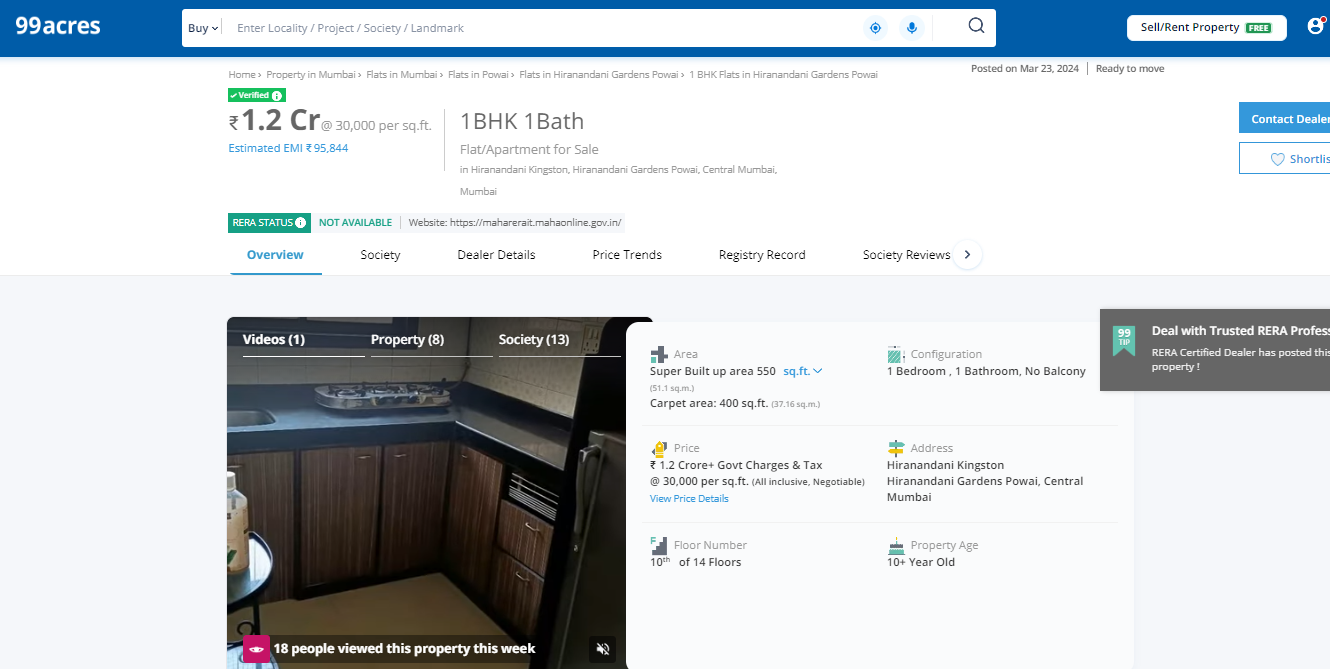 99acres
Buy
Enter Locality / Project / Society / Landmark
Sell/Rent Property FREE
Home › Property in Mumbai › Flats in Mumbai › Flats in Powai › Flats in Hiranandani Gardens Powai › 1 BHK Flats in Hiranandani Gardens Powai
Posted on Mar 23, 2024 | Ready to move
Verified
₹ 1.2 Cr @ 30,000 per sq.ft.
Estimated EMI ₹ 95,844
1BHK 1Bath
Flat/Apartment for Sale
in Hiranandani Kingston, Hiranandani Gardens Powai, Central Mumbai,
Mumbai
Contact Dealer
Shortlis
RERA STATUS NOT AVAILABLE | Website: https://maharerait.mahaonline.gov.in/
Overview
Society
Dealer Details
Price Trends
Registry Record
Society Reviews
Videos (1)
Property (8)
Society (13)
18 people viewed this property this week
Area
Super Built up area 550 sq.ft.
(51.1 sq.m.)
Carpet area: 400 sq.ft. (37.16 sq.m.)
Configuration
1 Bedroom , 1 Bathroom, No Balcony
Price
₹ 1.2 Crore+ Govt Charges & Tax
@ 30,000 per sq.ft. (All inclusive, Negotiable)
View Price Details
Address
Hiranandani Kingston
Hiranandani Gardens Powai, Central
Mumbai
Floor Number
10th of 14 Floors
Property Age
10+ Year Old
99
TIP
Deal with Trusted RERA Profess
RERA Certified Dealer has posted this
property !